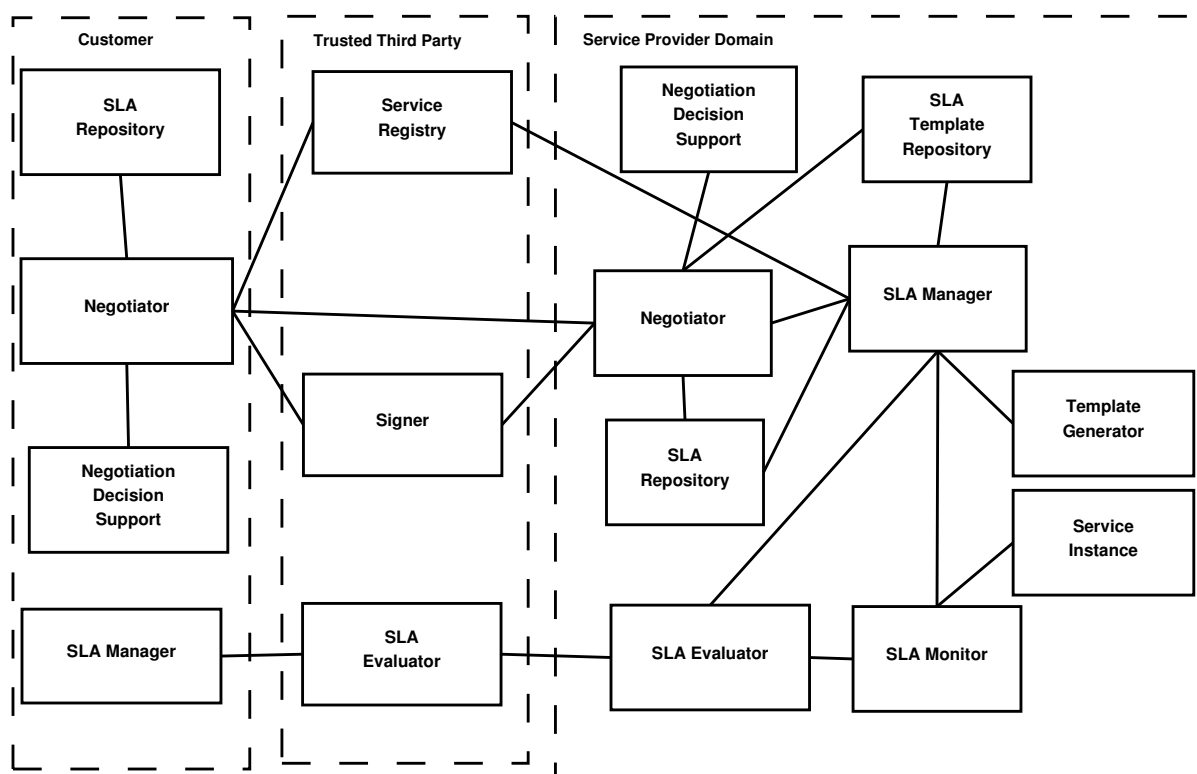 Customer
SLA
Repository
Negotiator
Negotiation
Decision
Support
SLA Manager
Trusted Third Party
Service
Registry
Signer
SLA
Evaluator
Service Provider Domain
Negotiation
Decision
Support
SLA
Template
Repository
Negotiator
SLA Manager
SLA
Repository
Template
Generator
Service
Instance
SLA Evaluator
SLA Monitor